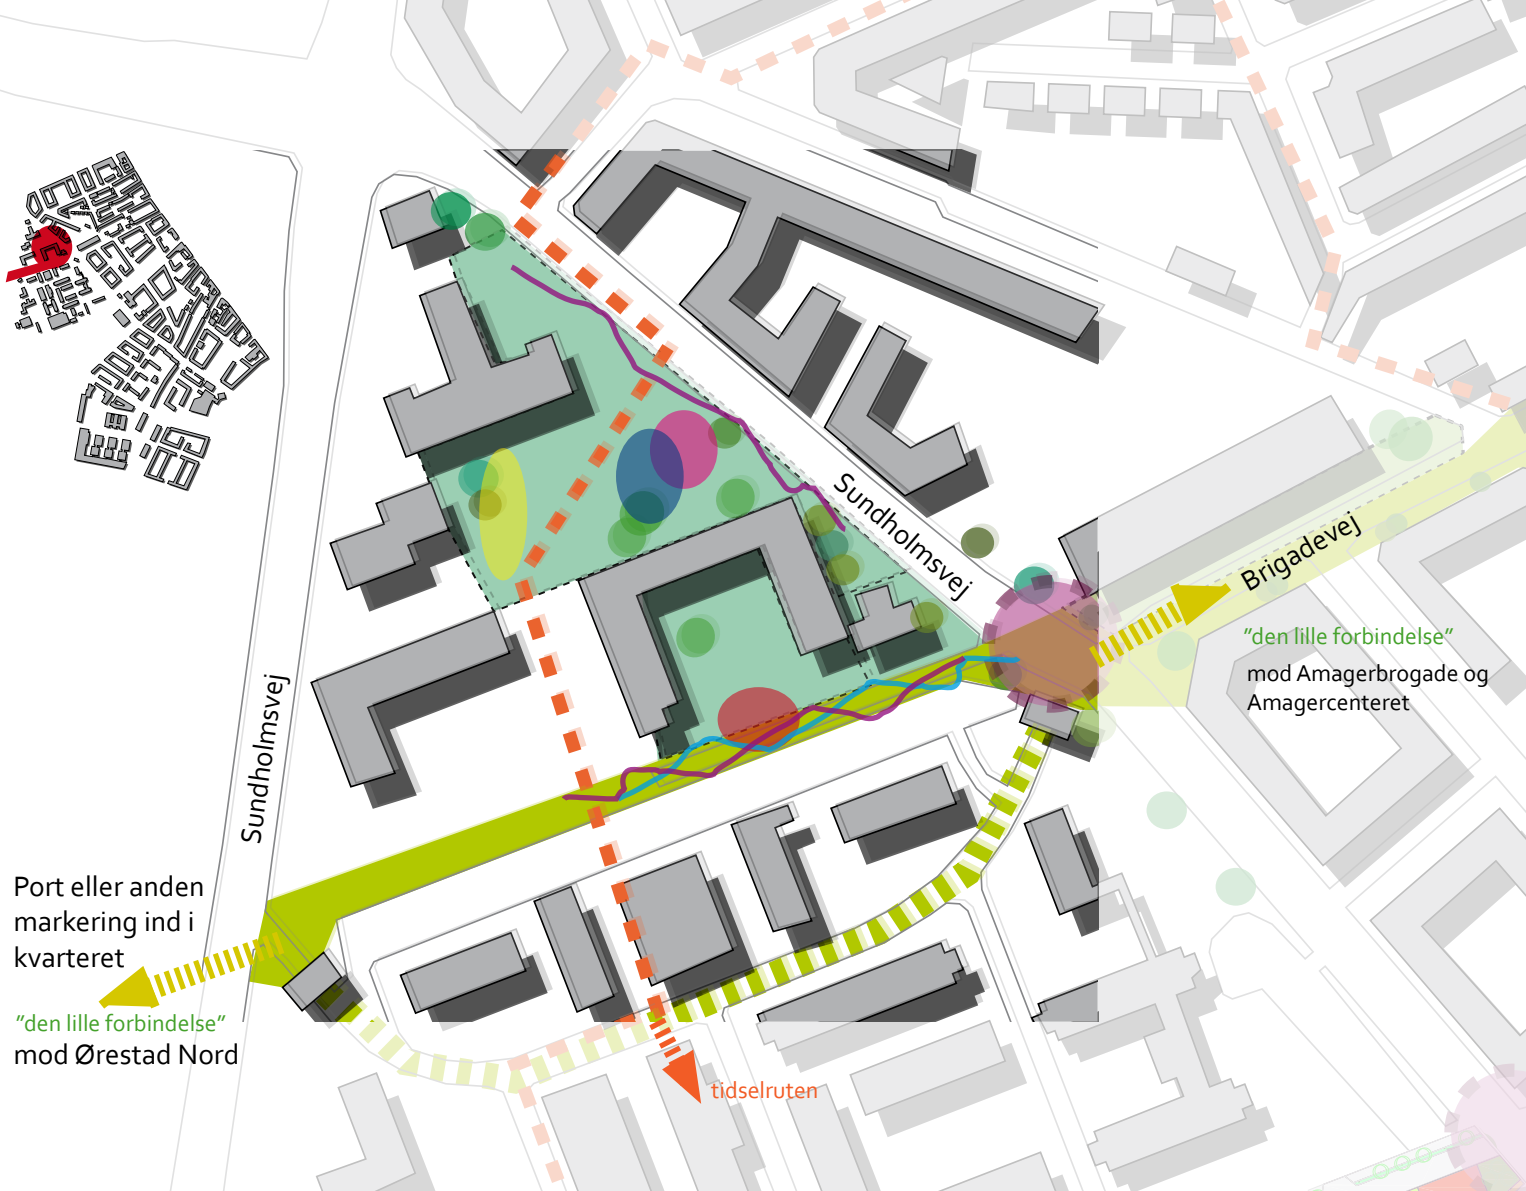 Sundholmsvej
Brigadevej
"den lille forbindelse"
mod Amagerbrogade og
Amagercenteret
Sundholmsvej
Port eller anden
markering ind i
kvarteret
"den lille forbindelse"
mod Ørestad Nord
tidselruten